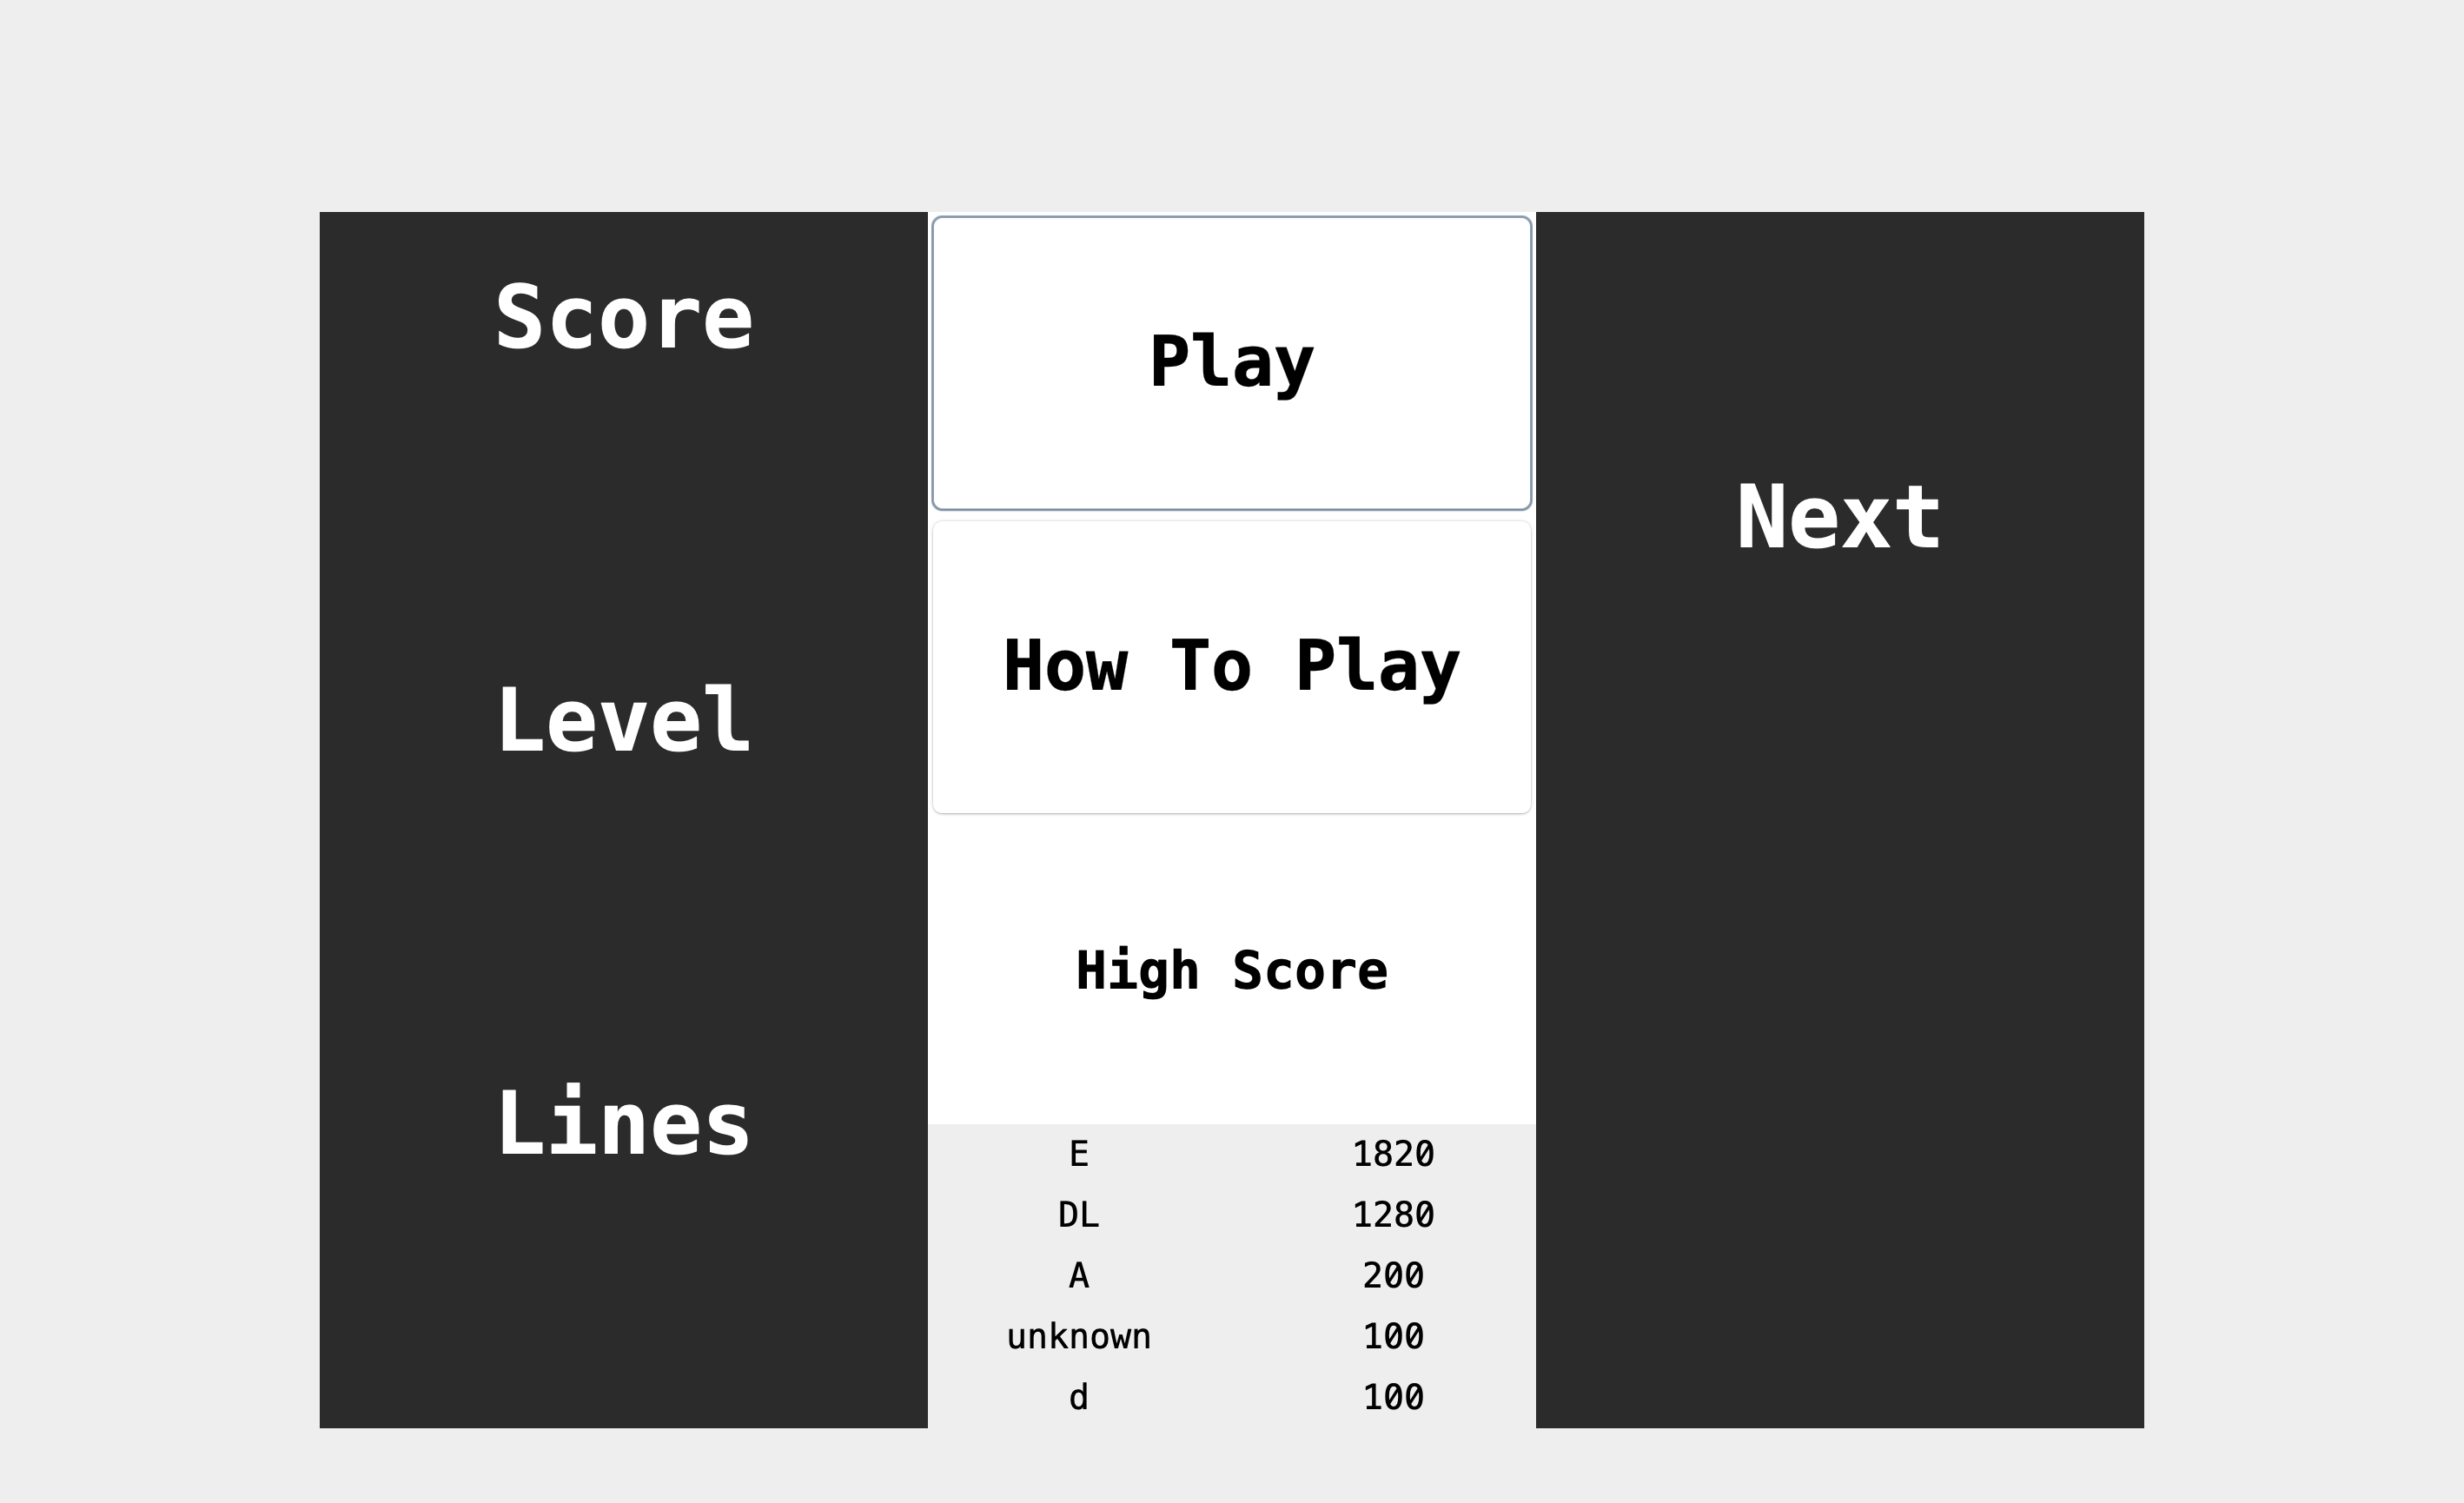 Score
Level
Lines
Play
How To Play
High Score
E 1820
DL 1280
A 200
unknown 100
d 100
Next